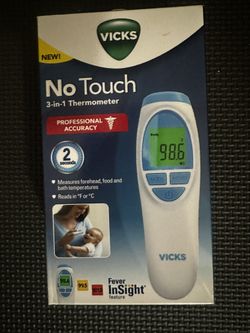 VICKS
NEW!
No Touch
3-in-1 Thermometer
PROFESSIONAL
ACCURACY
2
seconds
• Measures forehead, food and
bath temperatures
• Reads in °F or °C
98.6
VICKS
Fever
InSight
feature